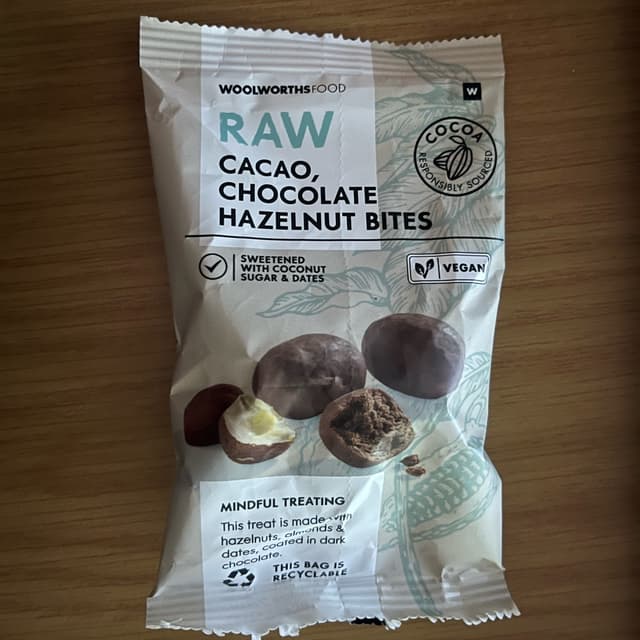 WOOLWORTHSFOOD
W
RAW
CACAO,
CHOCOLATE
HAZELNUT BITES
COCOA
RESPONSIBLY SOURCED
SWEETENED
WITH COCONUT
SUGAR & DATES
VEGAN
MINDFUL TREATING
This treat is made with
hazelnuts, almonds &
dates, coated in dark
chocolate.
THIS BAG IS
RECYCLABLE